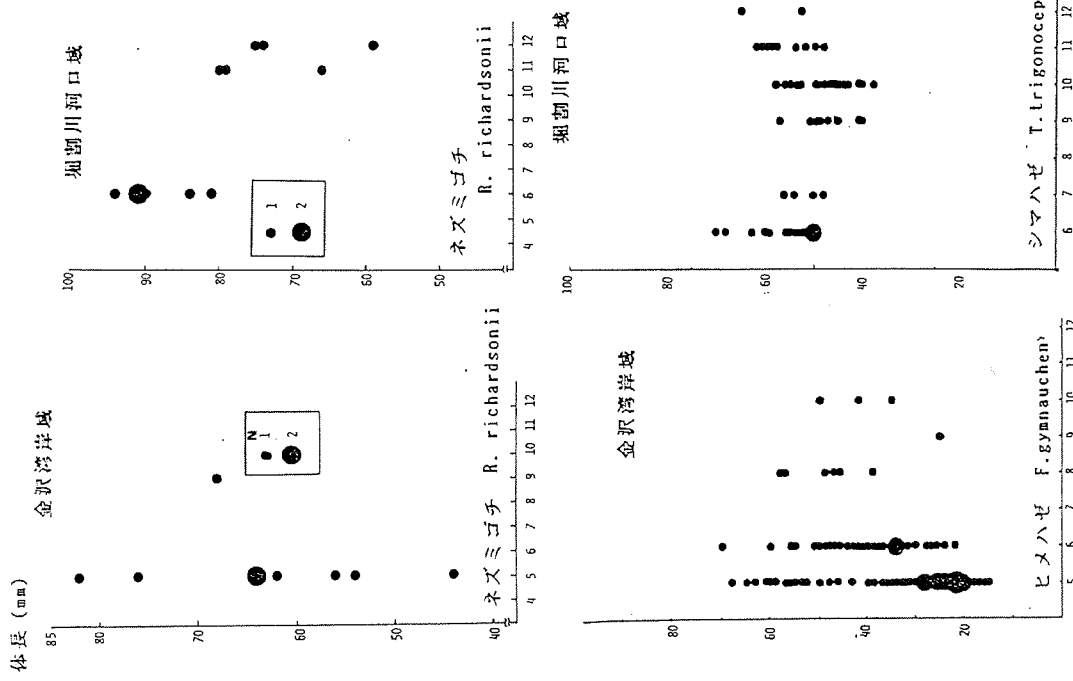 体長 (mm)
金沢湾岸域
85
80
70
60
50
40
N
1
2
4 5 6 7 8 9 10 11 12
ネズミゴチ R. richardsonii
堀割川河口域
100
90
80
70
60
50
1
2
4 5 6 7 8 9 10 11 12
ネズミゴチ
R. richardsonii
金沢湾岸域
80
60
40
20
5 6 7 8 9 10 11 12
ヒメハゼ F.gymnauchen
堀割川河口域
100
80
60
40
20
6 7 8 9 10 11 12
シマハゼ T.trigonocep